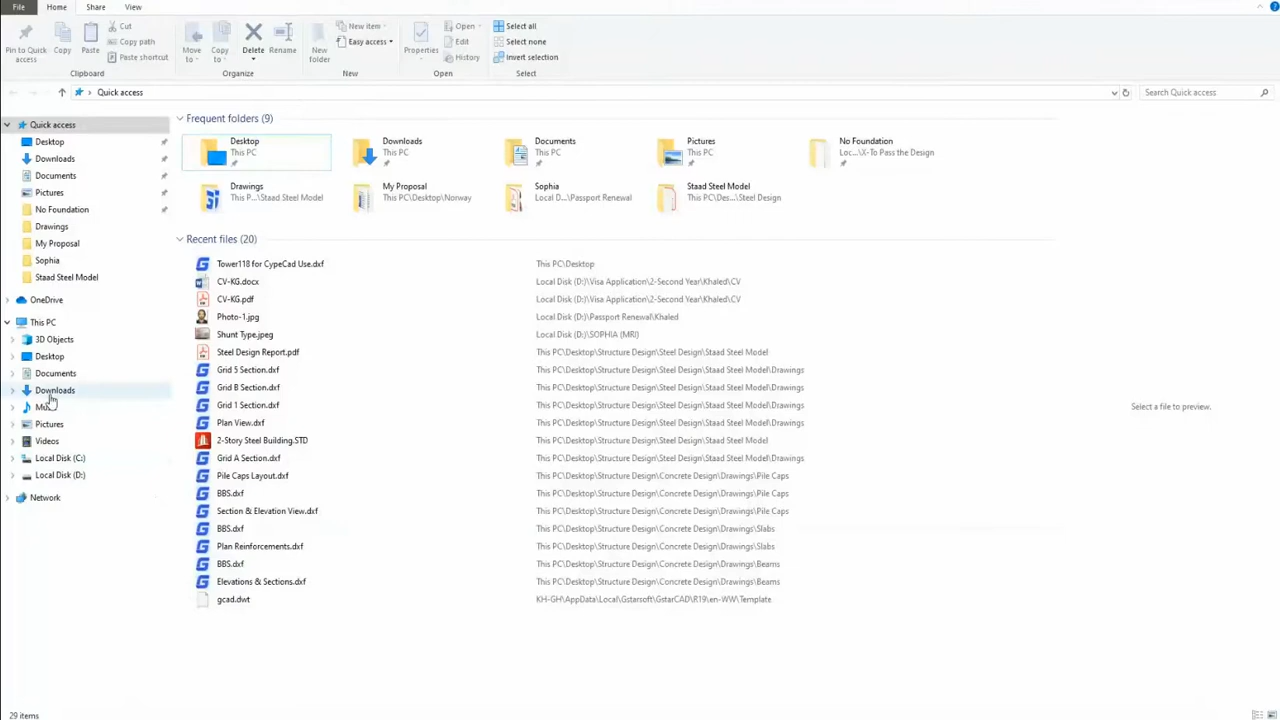 File Home Share View
Pin to Quick access
Copy
Paste
Cut
Copy path
Paste shortcut
Clipboard
Move to
Copy to
Delete
Rename
Organize
New folder
New item
Easy access
New
Properties
Open
Edit
History
Open
Select all
Select none
Invert selection
Select
Quick access
Search Quick access
Quick access
Desktop
Downloads
Documents
Pictures
No Foundation
Drawings
My Proposal
Sophia
Staad Steel Model
OneDrive
This PC
3D Objects
Desktop
Documents
Downloads
Pictures
Videos
Local Disk (C:)
Local Disk (D:)
Network
Frequent folders (9)
Desktop
This PC
Downloads
This PC
Documents
This PC
Pictures
This PC
No Foundation
Loc...\X-To Pass the Design
Drawings
This P...\Staad Steel Model
My Proposal
This PC\Desktop\Norway
Sophia
Local D...\Passport Renewal
Staad Steel Model
This PC\Des...\Steel Design
Recent files (20)
Tower118 for CypeCad Use.dxf This PC\Desktop
CV-KG.docx Local Disk (D:)\Visa Application\2-Second Year\Khaled\CV
CV-KG.pdf Local Disk (D:)\Visa Application\2-Second Year\Khaled\CV
Photo-1.jpg Local Disk (D:)\Passport Renewal\Khaled
Shunt Type.jpeg Local Disk (D:)\SOPHIA (MRI)
Steel Design Report.pdf This PC\Desktop\Structure Design\Steel Design\Staad Steel Model
Grid 5 Section.dxf This PC\Desktop\Structure Design\Steel Design\Staad Steel Model\Drawings
Grid B Section.dxf This PC\Desktop\Structure Design\Steel Design\Staad Steel Model\Drawings
Grid 1 Section.dxf This PC\Desktop\Structure Design\Steel Design\Staad Steel Model\Drawings
Plan View.dxf This PC\Desktop\Structure Design\Steel Design\Staad Steel Model\Drawings
2-Story Steel Building.STD This PC\Desktop\Structure Design\Steel Design\Staad Steel Model
Grid A Section.dxf This PC\Desktop\Structure Design\Steel Design\Staad Steel Model\Drawings
Pile Caps Layout.dxf This PC\Desktop\Structure Design\Concrete Design\Drawings\Pile Caps
BBS.dxf This PC\Desktop\Structure Design\Concrete Design\Drawings\Pile Caps
Section & Elevation View.dxf This PC\Desktop\Structure Design\Concrete Design\Drawings\Pile Caps
BBS.dxf This PC\Desktop\Structure Design\Concrete Design\Drawings\Slabs
Plan Reinforcements.dxf This PC\Desktop\Structure Design\Concrete Design\Drawings\Slabs
BBS.dxf This PC\Desktop\Structure Design\Concrete Design\Drawings\Beams
Elevations & Sections.dxf This PC\Desktop\Structure Design\Concrete Design\Drawings\Beams
gcad.dwt KH-GH\AppData\Local\Gstarsoft\GstarCAD\R19\en-WW\Template
Select a file to preview.
29 items